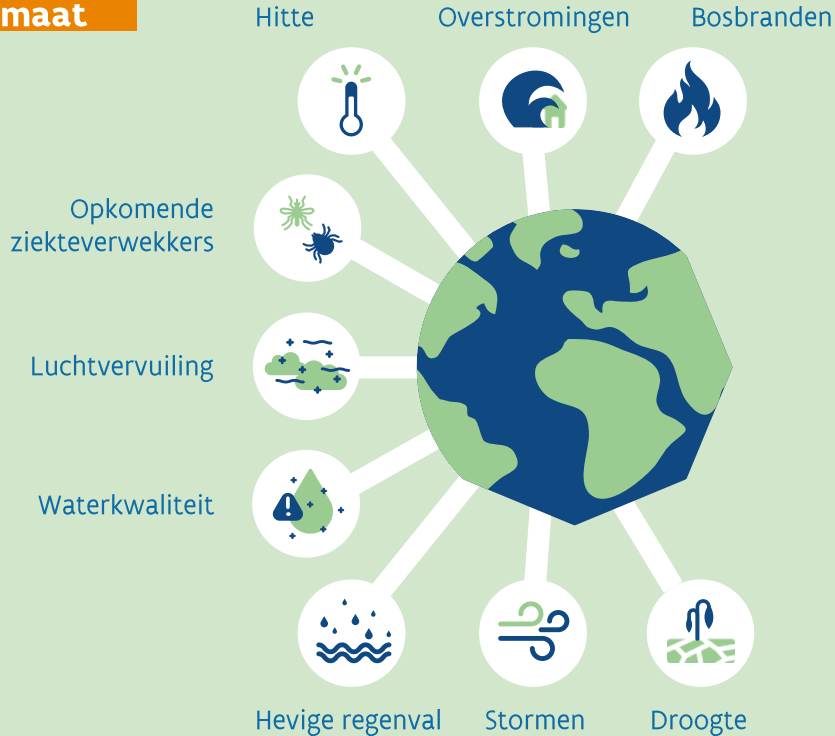 maat
Hitte
Overstromingen
Bosbranden
Opkomende
ziekteverwekkers
Luchtvervuiling
Waterkwaliteit
Hevige regenval
Stormen
Droogte